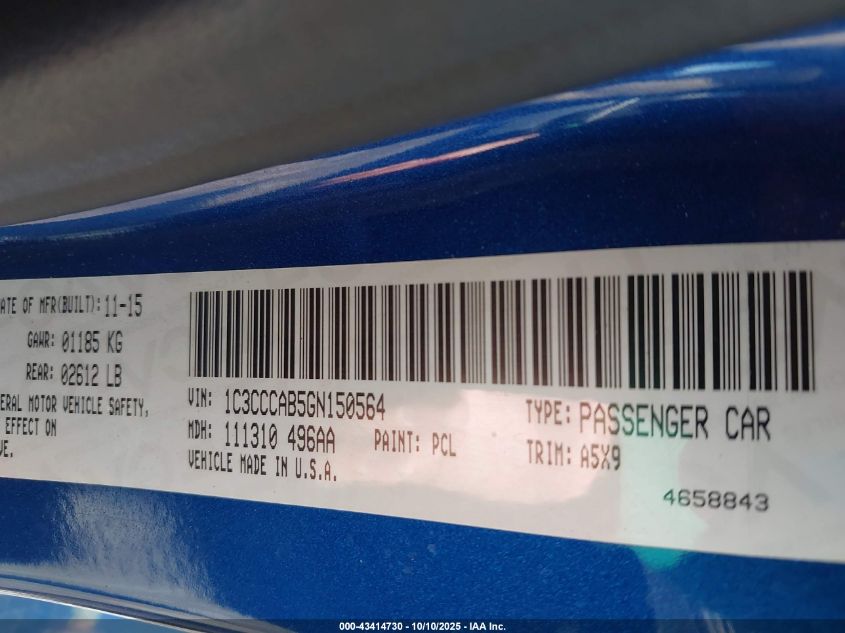 ATE OF MFR(BUILT): 11-15
GAWR: 01185 KG
REAR: 02612 LB
ERAL MOTOR VEHICLE SAFETY,
EFFECT ON
VE.
VIN: 1C3CCCAB5GN150564
TYPE: PASSENGER CAR
MDH: 111310 496AA
PAINT: PCL
TRIM: A5X9
VEHICLE MADE IN U.S.A.
4658843
000-43414730 - 10/10/2025 - IAA Inc.